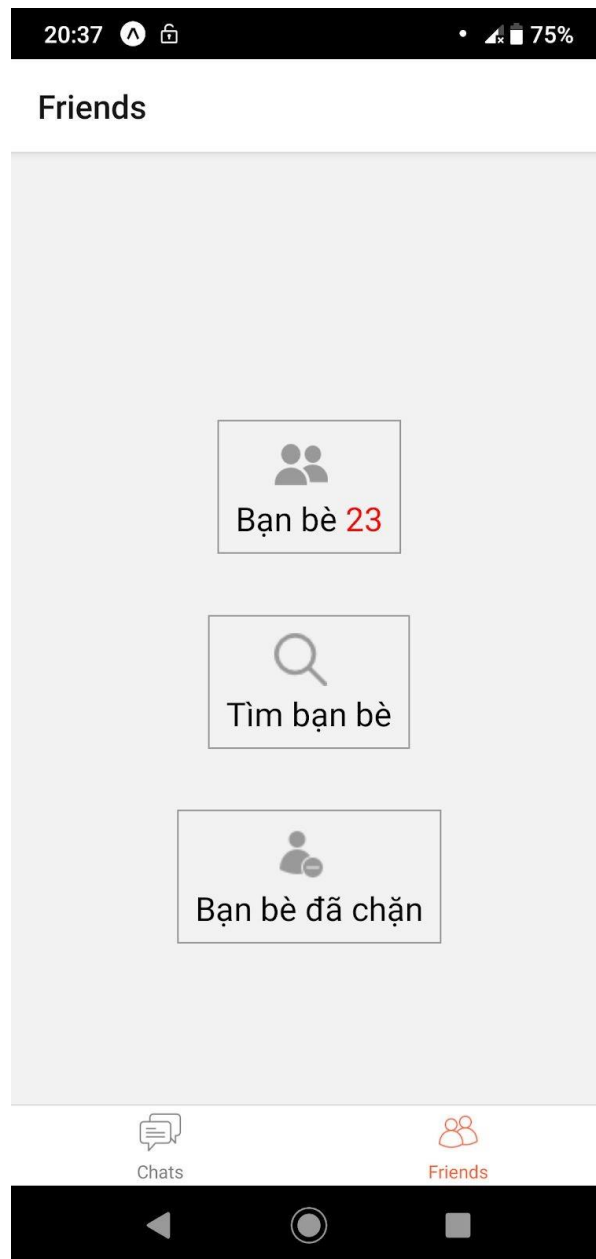 20:37 75%
Friends
Bạn bè 23
Tìm bạn bè
Bạn bè đã chặn
Chats Friends